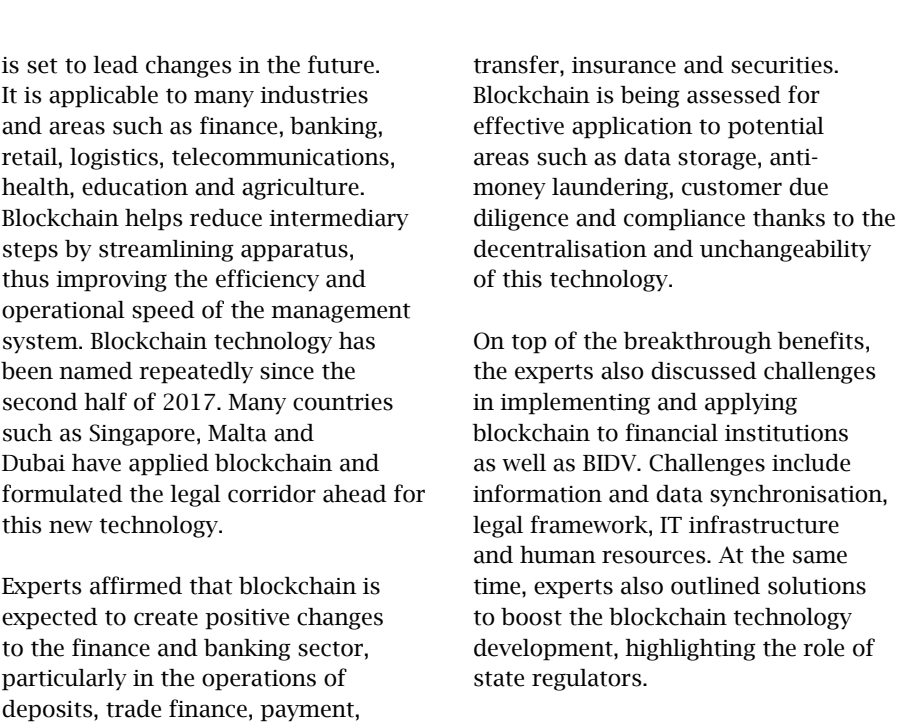 is set to lead changes in the future.
It is applicable to many industries
and areas such as finance, banking,
retail, logistics, telecommunications,
health, education and agriculture.
Blockchain helps reduce intermediary
steps by streamlining apparatus,
thus improving the efficiency and
operational speed of the management
system. Blockchain technology has
been named repeatedly since the
second half of 2017. Many countries
such as Singapore, Malta and
Dubai have applied blockchain and
formulated the legal corridor ahead for
this new technology.

Experts affirmed that blockchain is
expected to create positive changes
to the finance and banking sector,
particularly in the operations of
deposits, trade finance, payment,
transfer, insurance and securities.
Blockchain is being assessed for
effective application to potential
areas such as data storage, anti-
money laundering, customer due
diligence and compliance thanks to the
decentralisation and unchangeability
of this technology.

On top of the breakthrough benefits,
the experts also discussed challenges
in implementing and applying
blockchain to financial institutions
as well as BIDV. Challenges include
information and data synchronisation,
legal framework, IT infrastructure
and human resources. At the same
time, experts also outlined solutions
to boost the blockchain technology
development, highlighting the role of
state regulators.